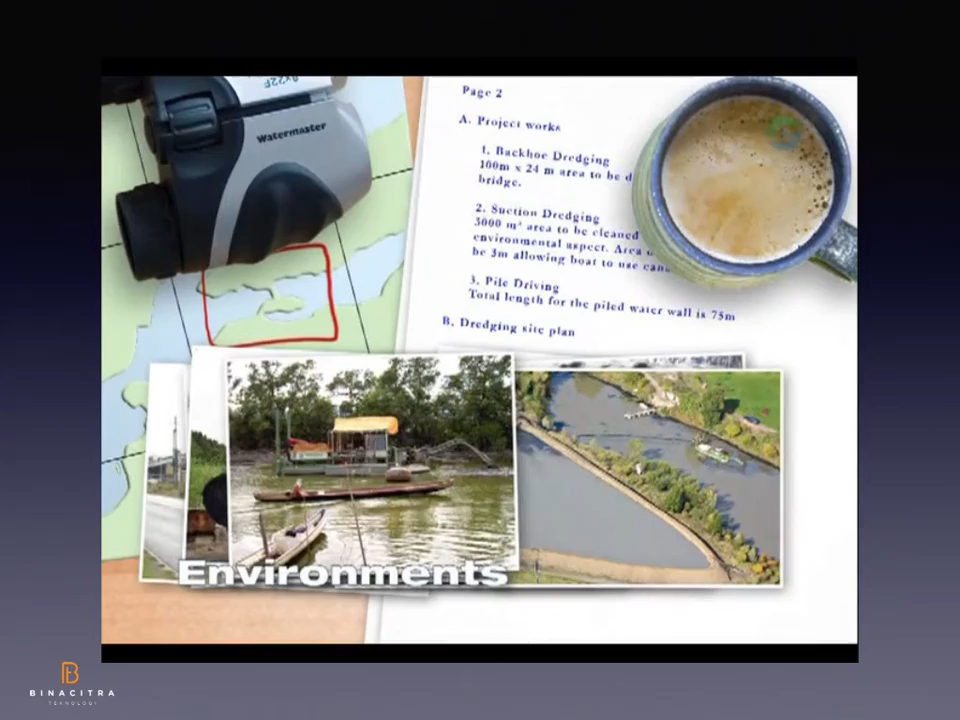 8x22F
Watermaster
Page 2
A. Project works
1. Backhoe Dredging
100m x 24 m area to be d
bridge.
2. Suction Dredging
3000 m² area to be cleaned
environmental aspect. Area
be 3m allowing boat to use
3. Pile Driving
Total length for the piled water wall is 75m
B. Dredging site plan
Environments
BINACITRA
TEKNOLOGI